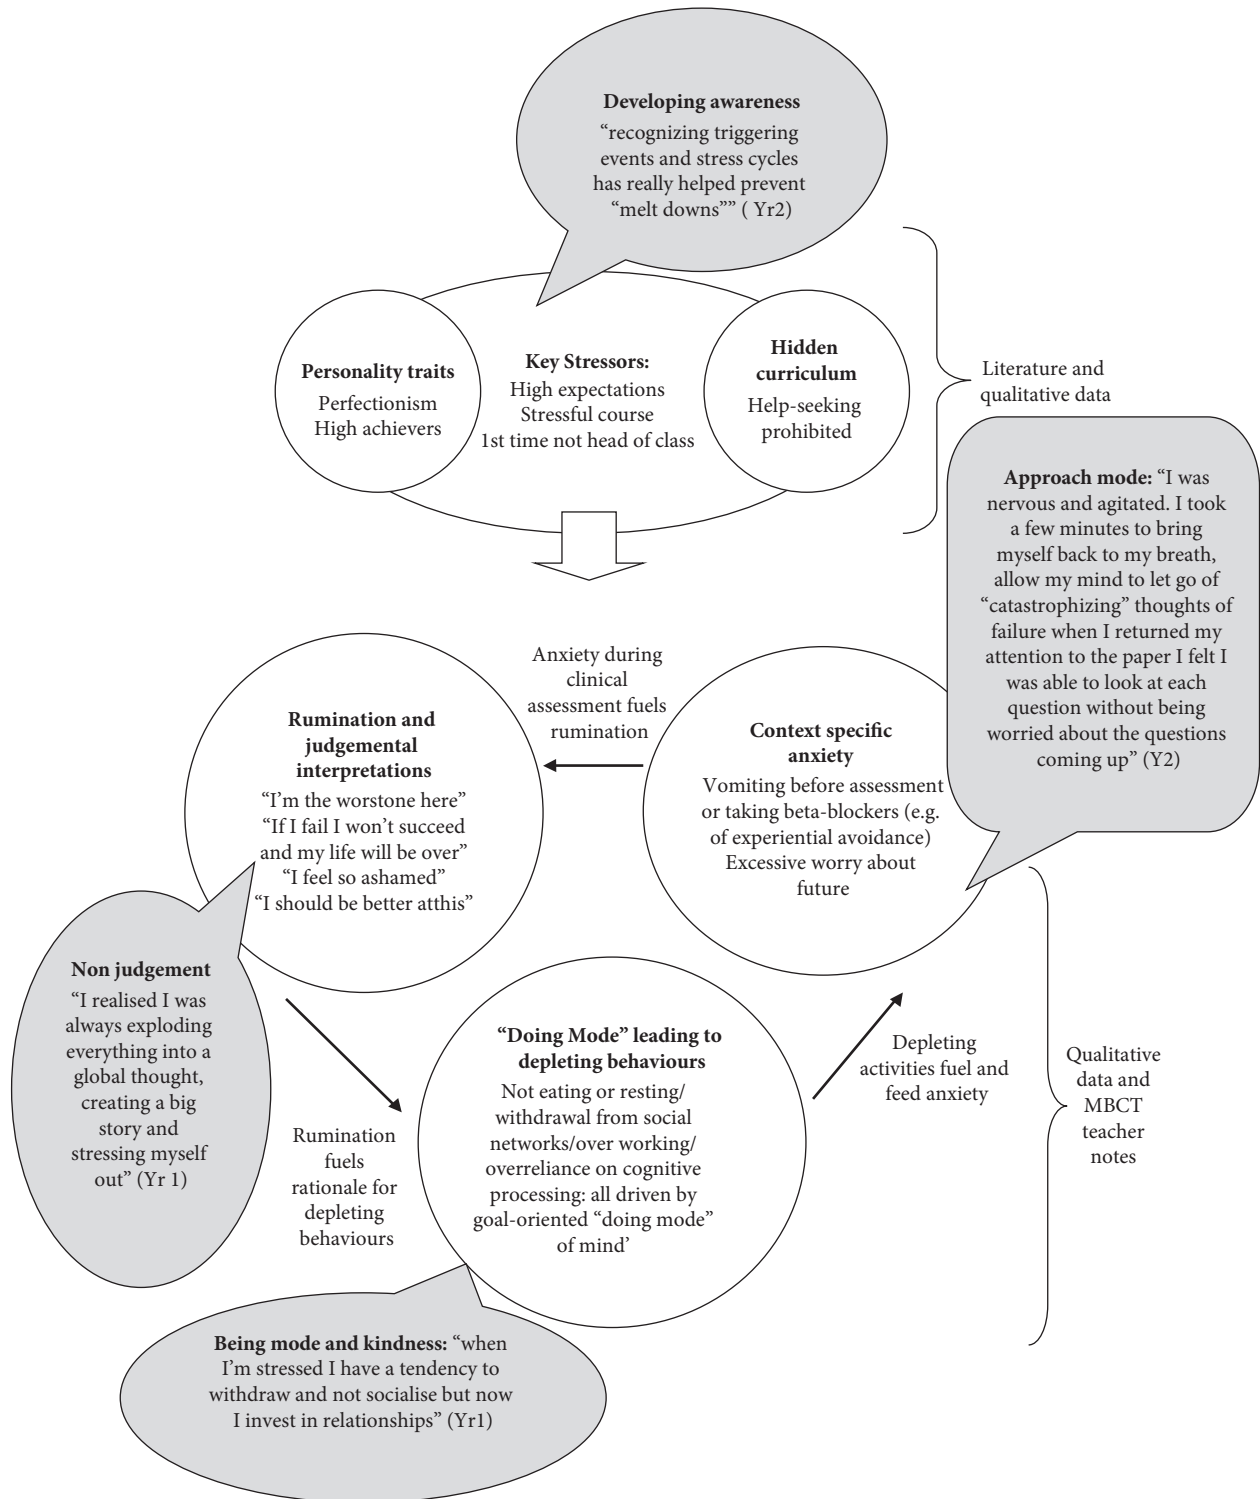 Developing awareness
“recognizing triggering
events and stress cycles
has really helped prevent
“melt downs”” ( Yr2)
Personality traits
Perfectionism
High achievers
Key Stressors:
High expectations
Stressful course
1st time not head of class
Hidden
curriculum
Help-seeking
prohibited
Literature and
qualitative data
Approach mode: “I was
nervous and agitated. I took
a few minutes to bring
myself back to my breath,
allow my mind to let go of
“catastrophizing” thoughts of
failure when I returned my
attention to the paper I felt I
was able to look at each
question without being
worried about the questions
coming up” (Y2)
Anxiety during
clinical
assessment fuels
rumination
Rumination and
judgemental
interpretations
“I’m the worstone here”
“If I fail I won’t succeed
and my life will be over”
“I feel so ashamed”
“I should be better atthis”
Context specific
anxiety
Vomiting before assessment
or taking beta-blockers (e.g.
of experiential avoidance)
Excessive worry about
future
Non judgement
“I realised I was
always exploding
everything into a
global thought,
creating a big
story and
stressing myself
out” (Yr 1)
“Doing Mode” leading to
depleting behaviours
Not eating or resting/
withdrawal from social
networks/over working/
overreliance on cognitive
processing: all driven by
goal-oriented “doing mode”
of mind’
Depleting
activities fuel and
feed anxiety
Qualitative
data and
MBCT
teacher
notes
Rumination
fuels
rationale for
depleting
behaviours
Being mode and kindness: “when
I’m stressed I have a tendency to
withdraw and not socialise but now
I invest in relationships” (Yr1)